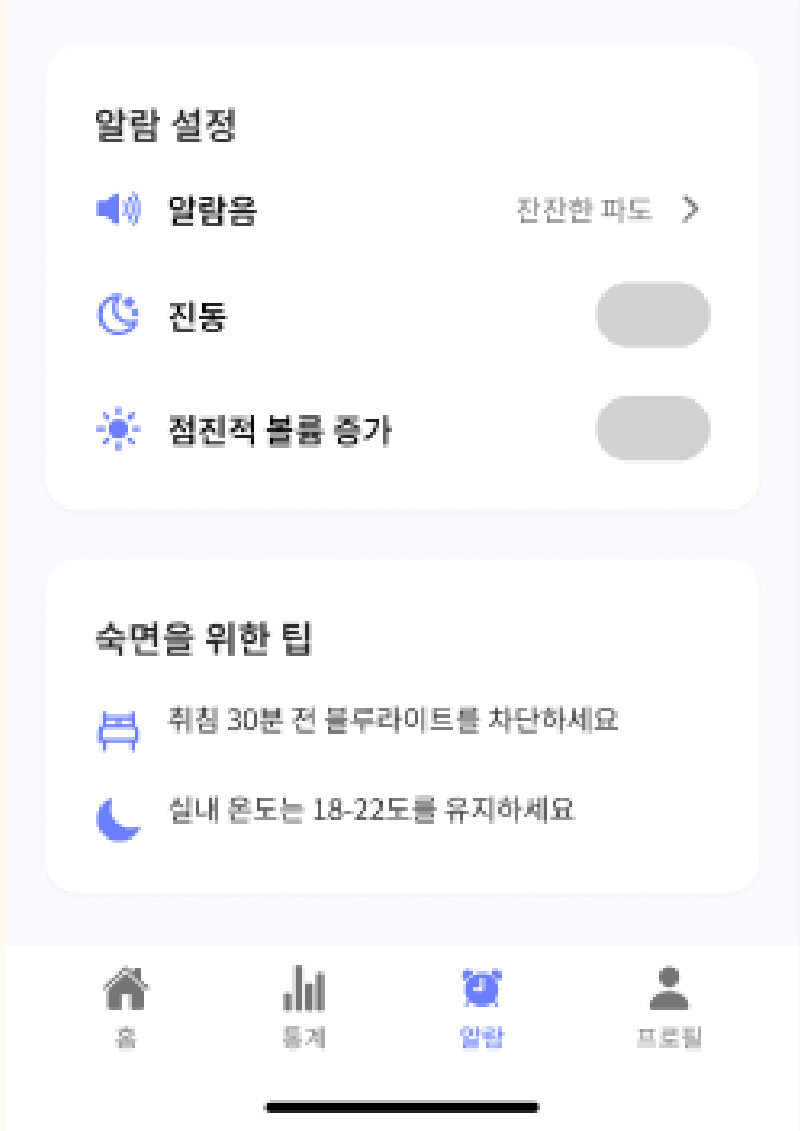 알람 설정
알람음 잔잔한 파도
진동
점진적 볼륨 증가
숙면을 위한 팁
취침 30분 전 블루라이트를 차단하세요
실내 온도는 18-22도를 유지하세요
홈 통계 알람 프로필